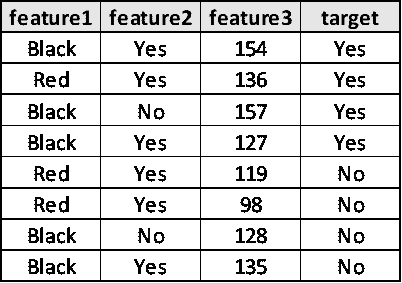 feature1 feature2 feature3 target
Black Yes 154 Yes
Red Yes 136 Yes
Black No 157 Yes
Black Yes 127 Yes
Red Yes 119 No
Red Yes 98 No
Black No 128 No
Black Yes 135 No